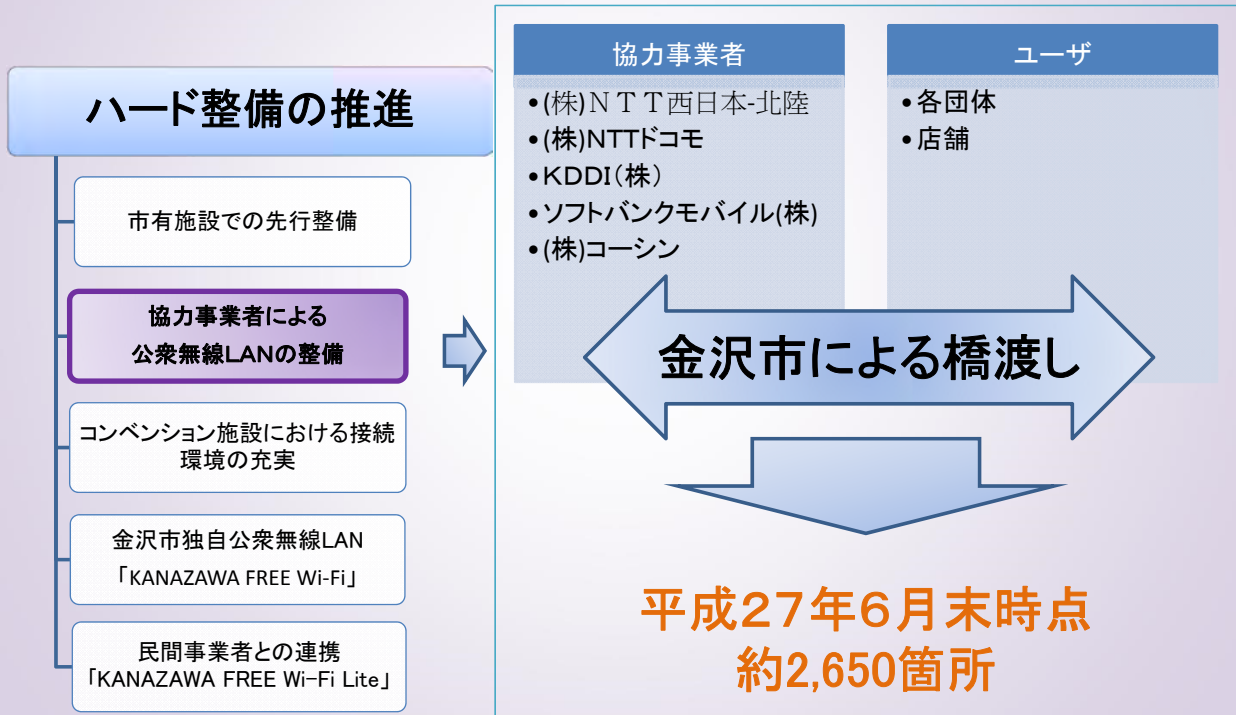 ハード整備の推進
市有施設での先行整備
協力事業者による
公衆無線LANの整備
コンベンション施設における接続
環境の充実
金沢市独自公衆無線LAN
「KANAZAWA FREE Wi-Fi」
民間事業者との連携
「KANAZAWA FREE Wi-Fi Lite」
協力事業者
•(株)ＮＴＴ西日本-北陸
•(株)NTTドコモ
•KDDI（株）
•ソフトバンクモバイル(株)
•(株)コーシン
ユーザ
•各団体
•店舗
金沢市による橋渡し
平成２７年６月末時点
約2,650箇所